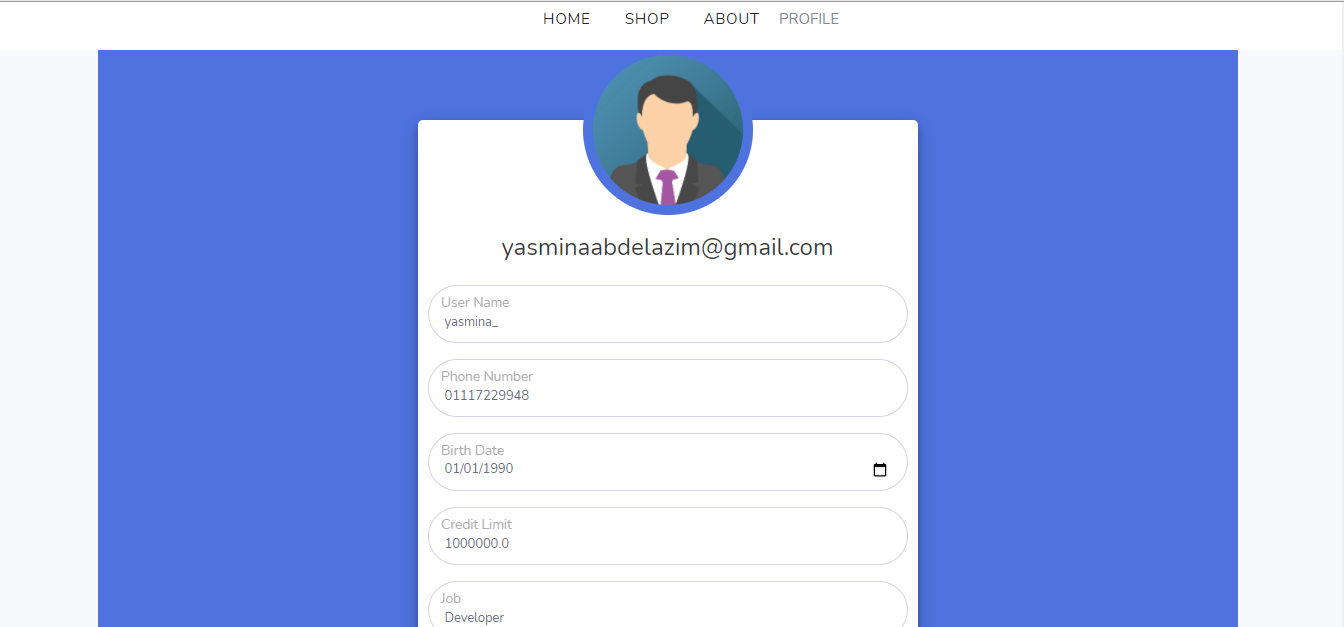 HOME SHOP ABOUT PROFILE
yasminaabdelazim@gmail.com
User Name
yasmina_
Phone Number
01117229948
Birth Date
01/01/1990
Credit Limit
1000000.0
Job
Developer